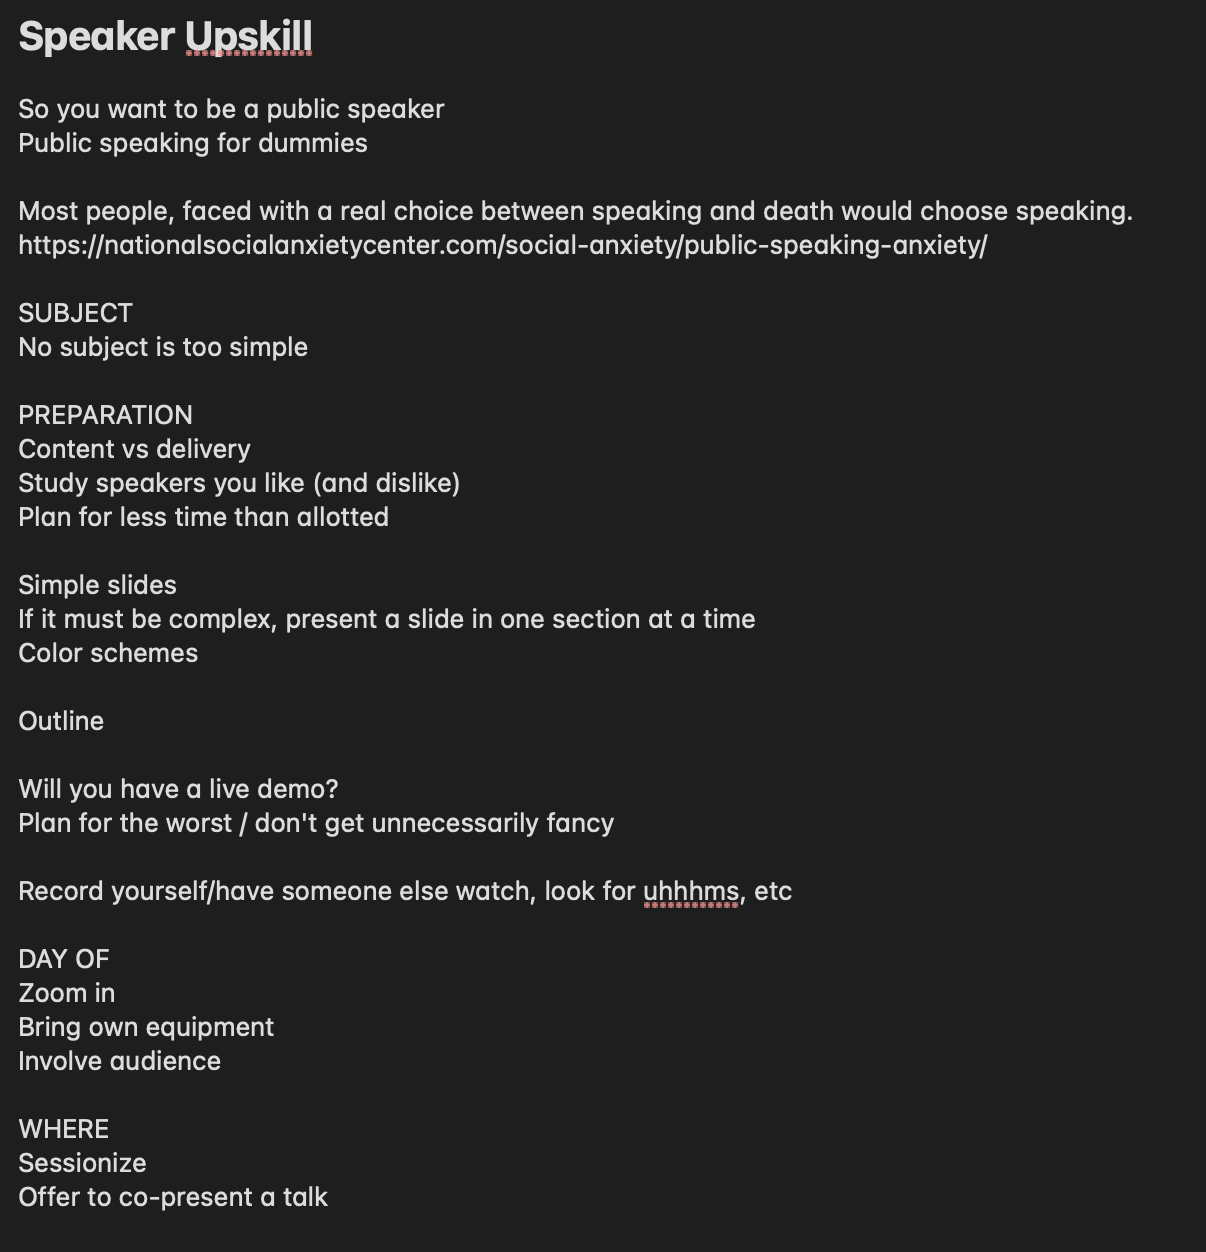 Speaker Upskill
So you want to be a public speaker
Public speaking for dummies
Most people, faced with a real choice between speaking and death would choose speaking.
https://nationalsocialanxietycenter.com/social-anxiety/public-speaking-anxiety/
SUBJECT
No subject is too simple
PREPARATION
Content vs delivery
Study speakers you like (and dislike)
Plan for less time than allotted
Simple slides
If it must be complex, present a slide in one section at a time
Color schemes
Outline
Will you have a live demo?
Plan for the worst / don't get unnecessarily fancy
Record yourself/have someone else watch, look for uhhhms, etc
DAY OF
Zoom in
Bring own equipment
Involve audience
WHERE
Sessionize
Offer to co-present a talk